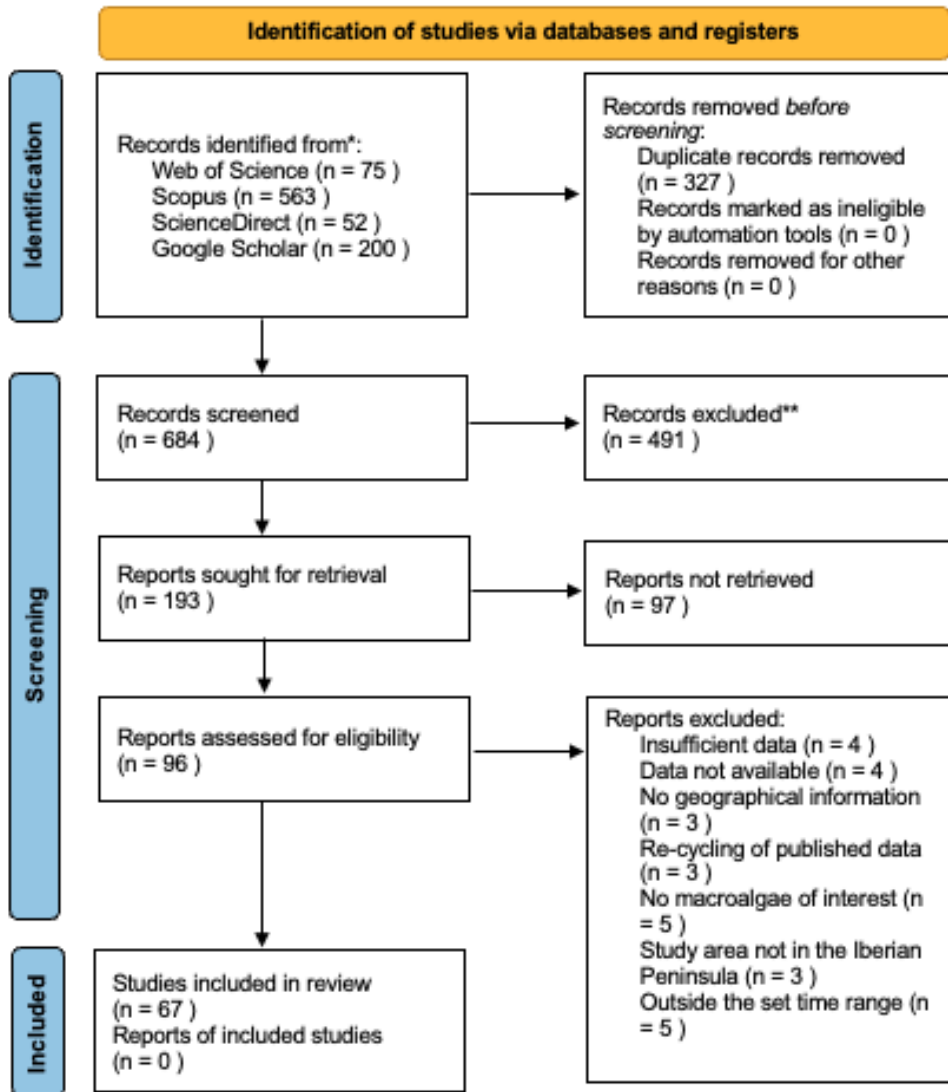 Identification of studies via databases and registers
Identification
Records identified from*:
Web of Science (n = 75 )
Scopus (n = 563 )
ScienceDirect (n = 52 )
Google Scholar (n = 200 )
Records removed before
screening:
Duplicate records removed
(n = 327 )
Records marked as ineligible
by automation tools (n = 0 )
Records removed for other
reasons (n = 0 )
Screening
Records screened
(n = 684 )
Records excluded**
(n = 491 )
Reports sought for retrieval
(n = 193 )
Reports not retrieved
(n = 97 )
Reports assessed for eligibility
(n = 96 )
Reports excluded:
Insufficient data (n = 4 )
Data not available (n = 4 )
No geographical information
(n = 3 )
Re-cycling of published data
(n = 3 )
No macroalgae of interest (n
= 5 )
Study area not in the Iberian
Peninsula (n = 3 )
Outside the set time range (n
= 5 )
Included
Studies included in review
(n = 67 )
Reports of included studies
(n = 0 )